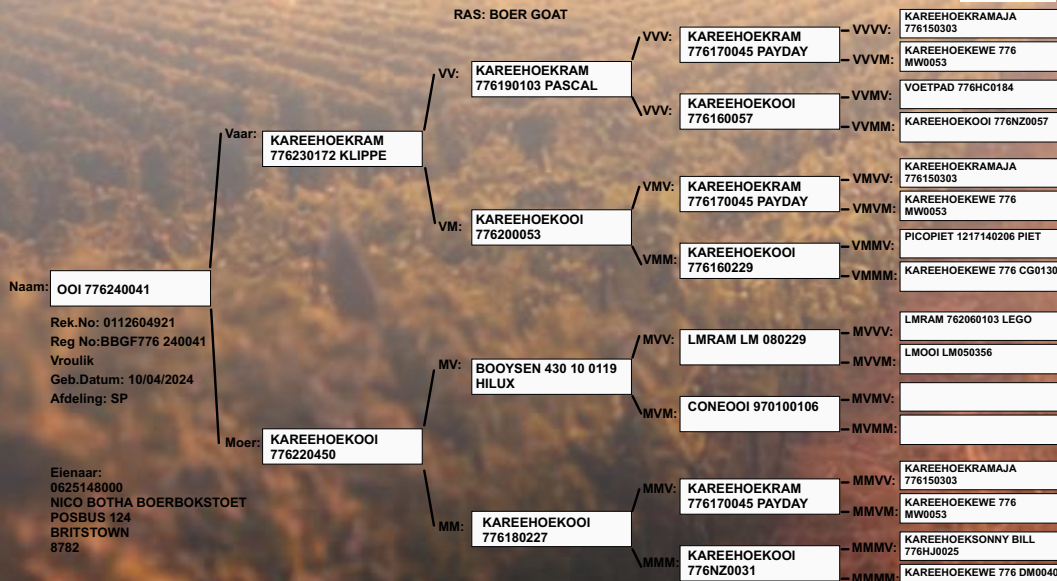 RAS: BOER GOAT
Naam:
OOI 776240041
Rek.No: 0112604921
Reg No:BBGF776 240041
Vroulik
Geb.Datum: 10/04/2024
Afdeling: SP
Eienaar:
0625148000
NICO BOTHA BOERBOKSTOET
POSBUS 124
BRITSTOWN
8782
Vaar:
KAREEHOEKRAM
776230172 KLIPPE
Moer:
KAREEHOEKOOI
776220450
VV:
KAREEHOEKRAM
776190103 PASCAL
VM:
KAREEHOEKOOI
776200053
MV:
BOOYSEN 430 10 0119
HILUX
MM:
KAREEHOEKOOI
776180227
VVV:
KAREEHOEKRAM
776170045 PAYDAY
VVV:
KAREEHOEKOOI
776160057
VMV:
KAREEHOEKRAM
776170045 PAYDAY
VMM:
KAREEHOEKOOI
776160229
MVV:
LMRAM LM 080229
MVM:
CONEOOI 970100106
MMV:
KAREEHOEKRAM
776170045 PAYDAY
MMM:
KAREEHOEKOOI
776NZ0031
VVVV:
KAREEHOEKRAMAJA
776150303
VVVM:
KAREEHOEKEWE 776
MW0053
VVMV:
VOETPAD 776HC0184
VVMM:
KAREEHOEKOOI 776NZ0057
VMVV:
KAREEHOEKRAMAJA
776150303
VMVM:
KAREEHOEKEWE 776
MW0053
VMMV:
PICOPIET 1217140206 PIET
VMMM:
KAREEHOEKEWE 776 CG0130
MVVV:
LMRAM 762060103 LEGO
MVVM:
LMOOI LM050356
MVMV:
MVMM:
MMVV:
KAREEHOEKRAMAJA
776150303
MMVM:
KAREEHOEKEWE 776
MW0053
MMMV:
KAREEHOEKSONNY BILL
776HJ0025
MMMM:
KAREEHOEKEWE 776 DM0040